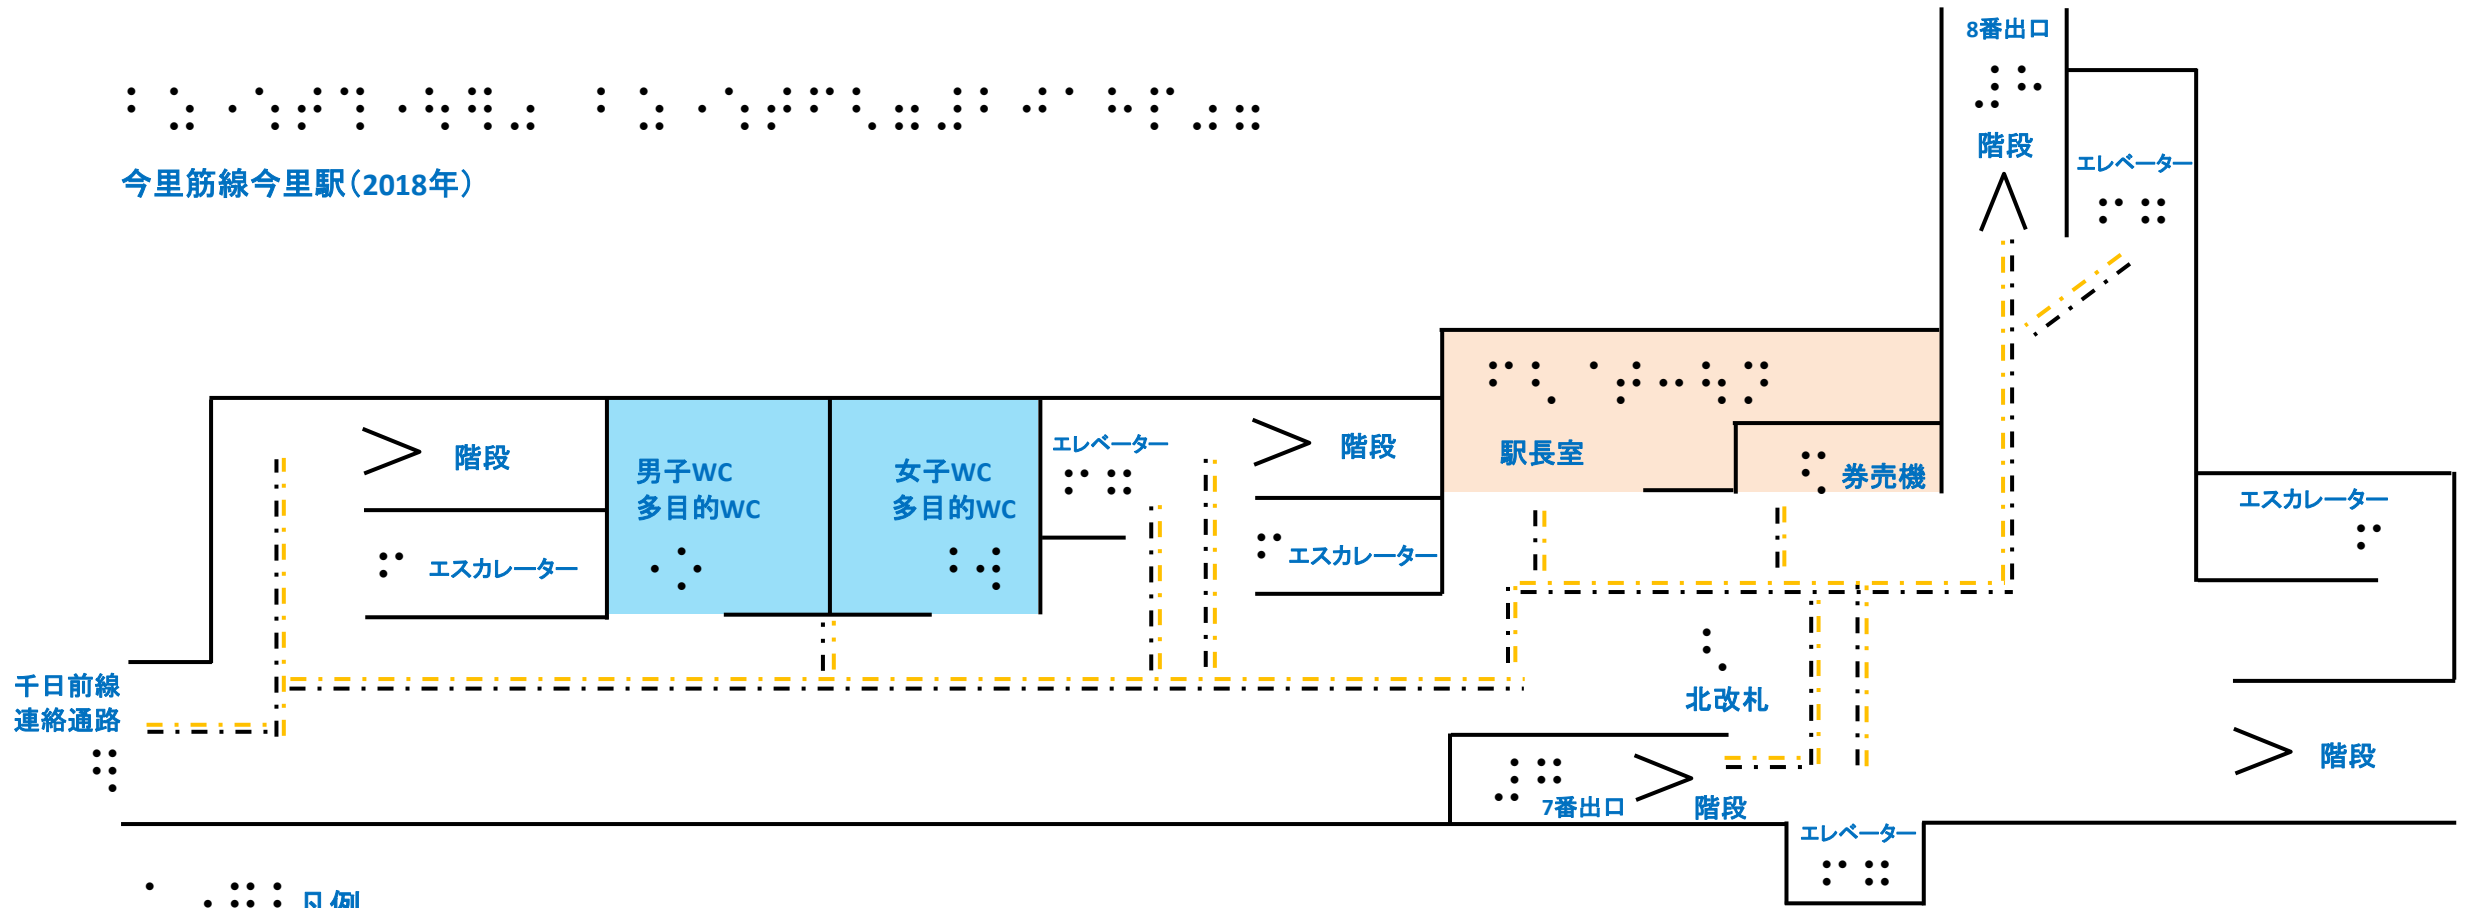 8番出口
階段
エレベーター
今里筋線今里駅（2018年）
階段
エスカレーター
男子WC
多目的WC
女子WC
多目的WC
エレベーター
階段
エスカレーター
駅長室
券売機
エスカレーター
千日前線
連絡通路
北改札
7番出口
階段
階段
エレベーター
凡例